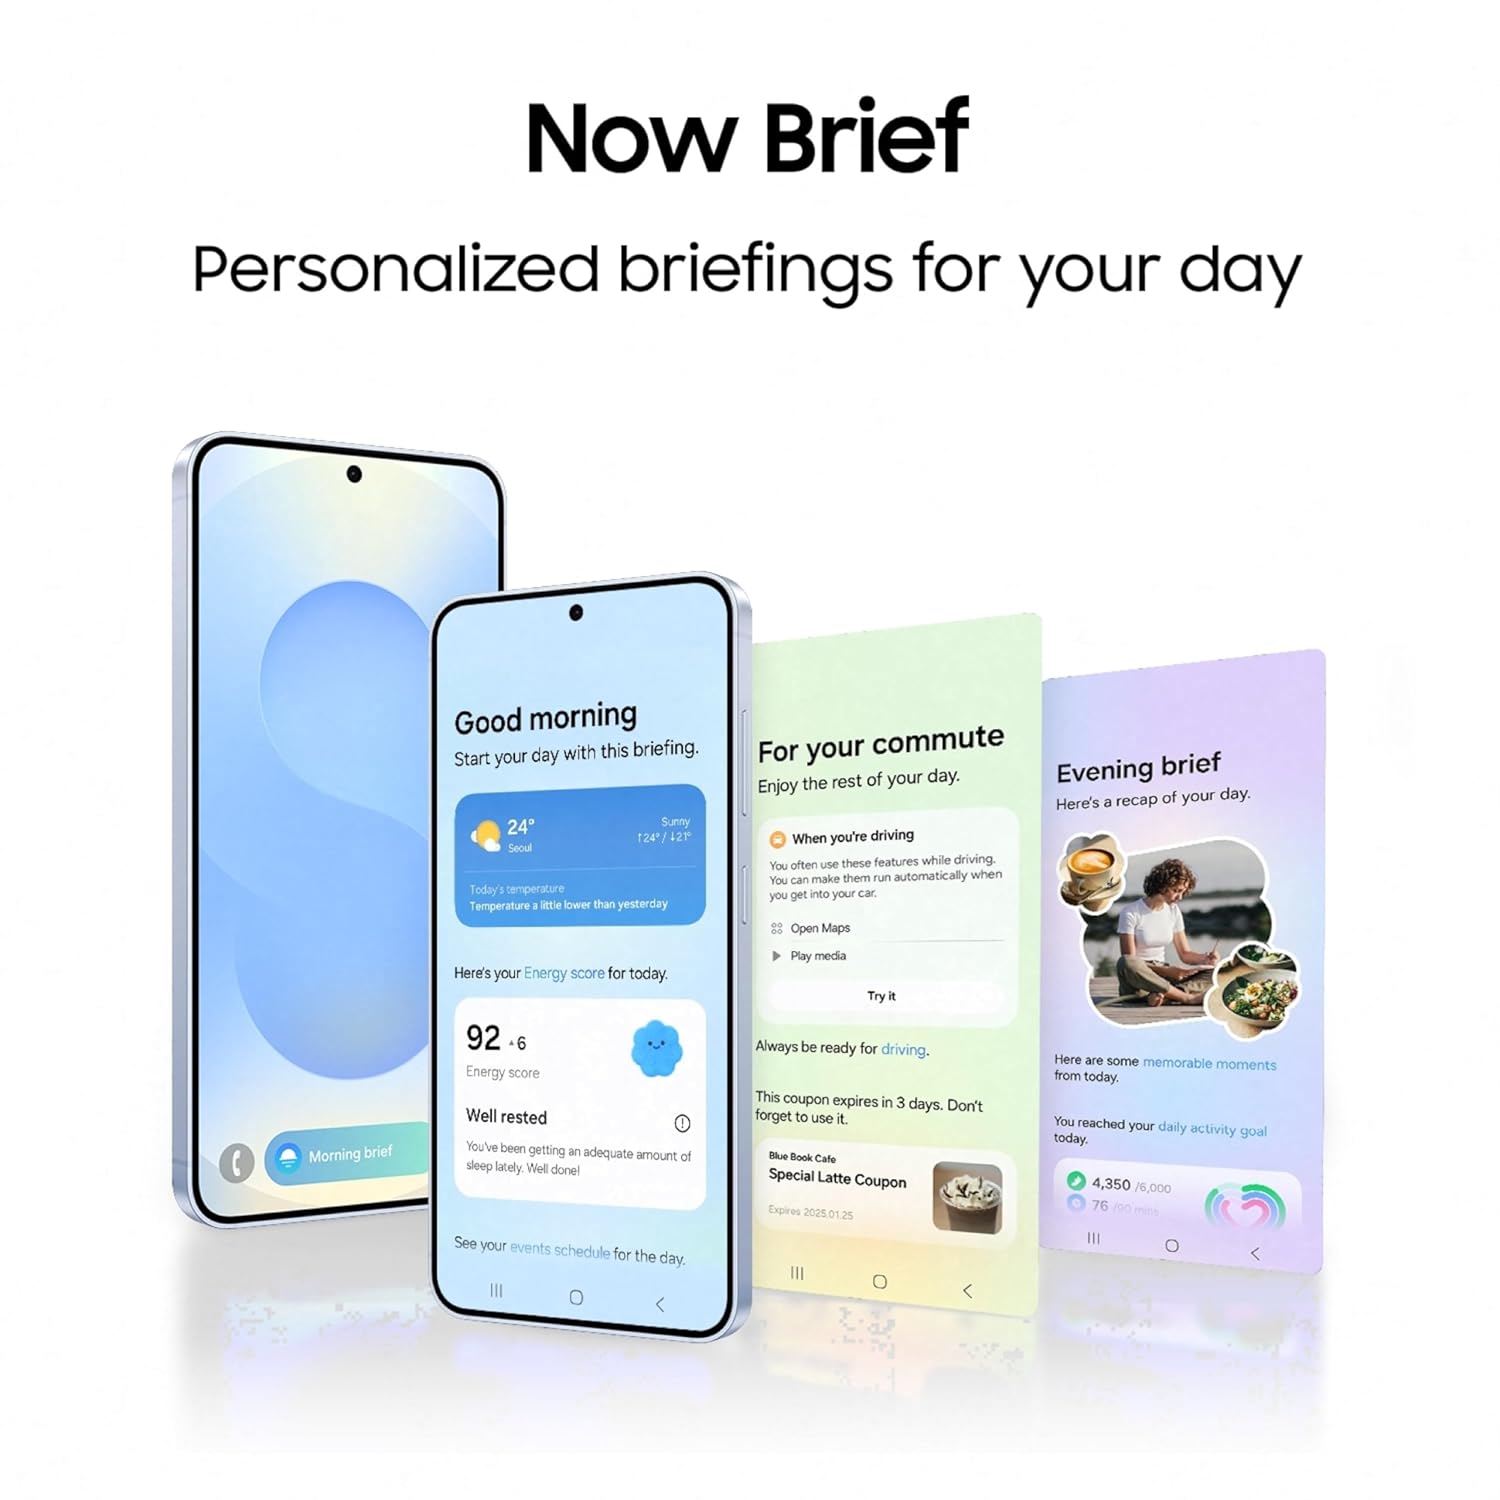 Now Brief
Personalized briefings for your day
Morning brief
Good morning
Start your day with this briefing.
24°
Seoul
Sunny
↑24° / ↓21°
Today's temperature
Temperature a little lower than yesterday
Here's your Energy score for today.
92 ▲6
Energy score
Well rested
You've been getting an adequate amount of
sleep lately. Well done!
See your events schedule for the day.
For your commute
Enjoy the rest of your day.
When you're driving
You often use these features while driving.
You can make them run automatically when
you get into your car.
Open Maps
Play media
Try it
Always be ready for driving.
This coupon expires in 3 days. Don't
forget to use it.
Blue Book Cafe
Special Latte Coupon
Expires 2025.01.25
Evening brief
Here's a recap of your day.
Here are some memorable moments
from today.
You reached your daily activity goal
today.
4,350 /6,000
76 /90 mins